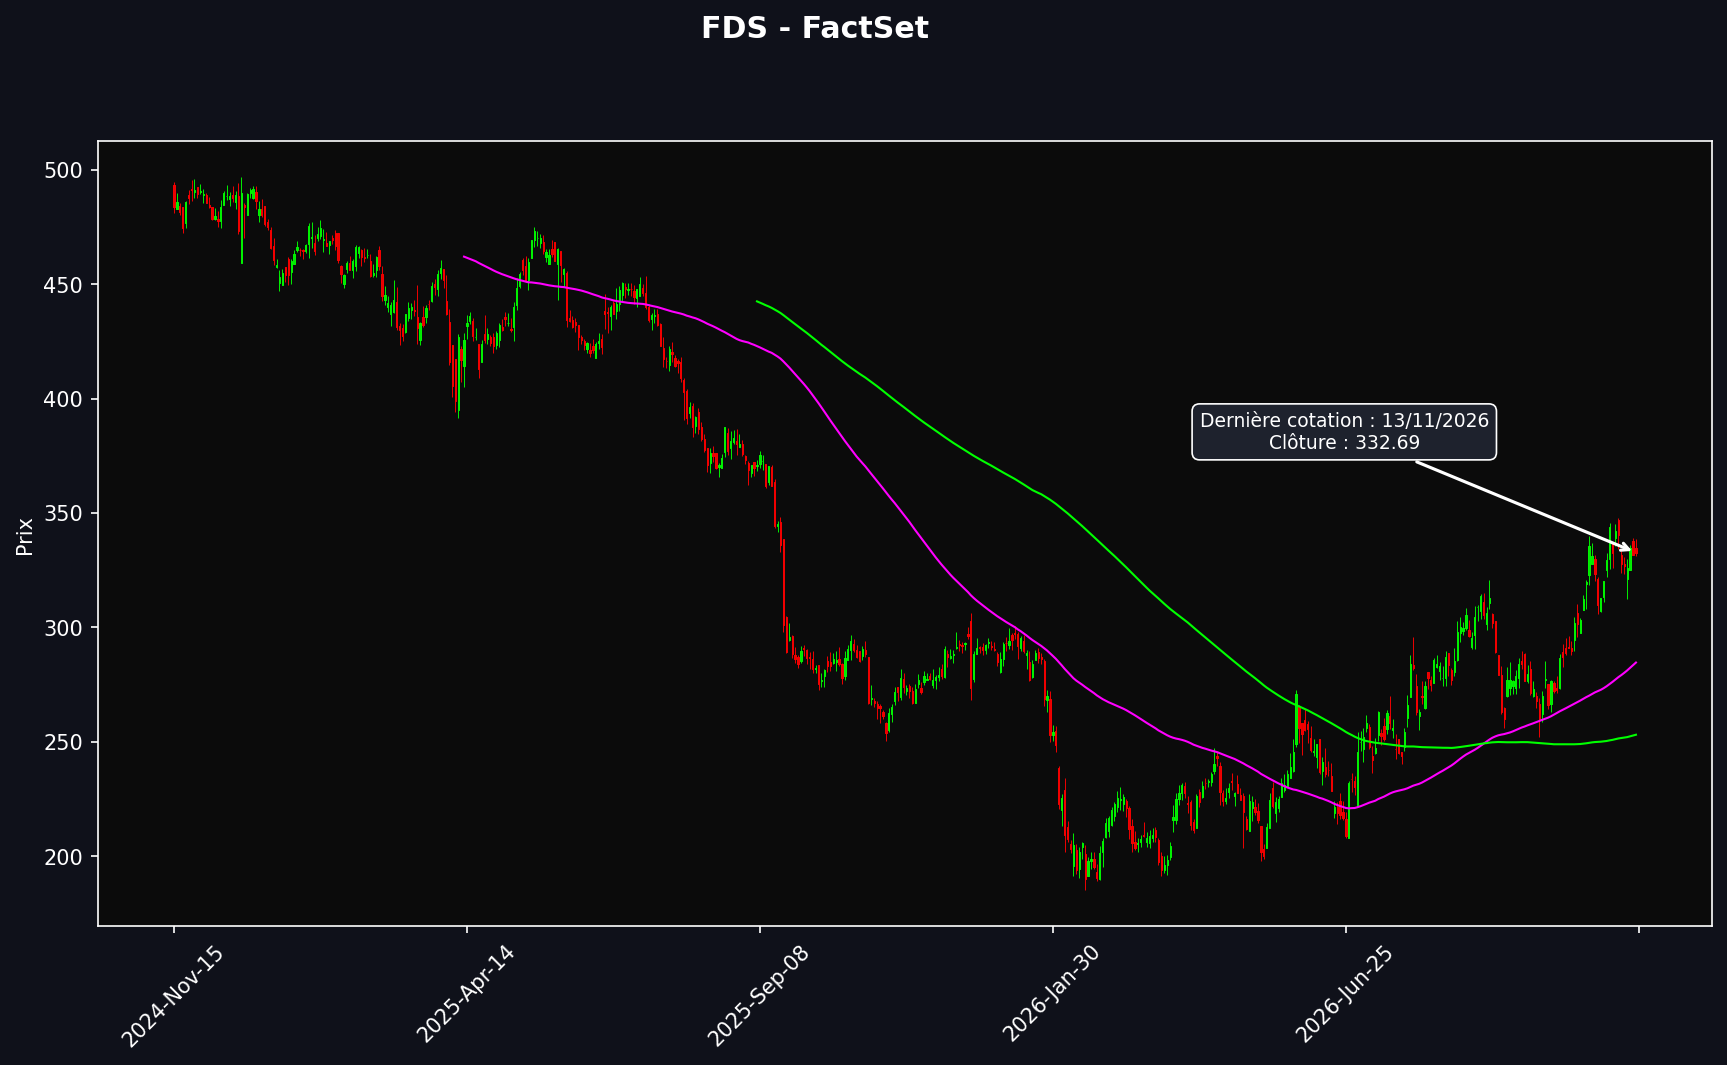 FDS - FactSet
500
450
400
350
300
250
200
Prix
Dernière cotation : 13/11/2026
Clôture : 332.69
2024-Nov-15
2025-Apr-14
2025-Sep-08
2026-Jan-30
2026-Jun-25